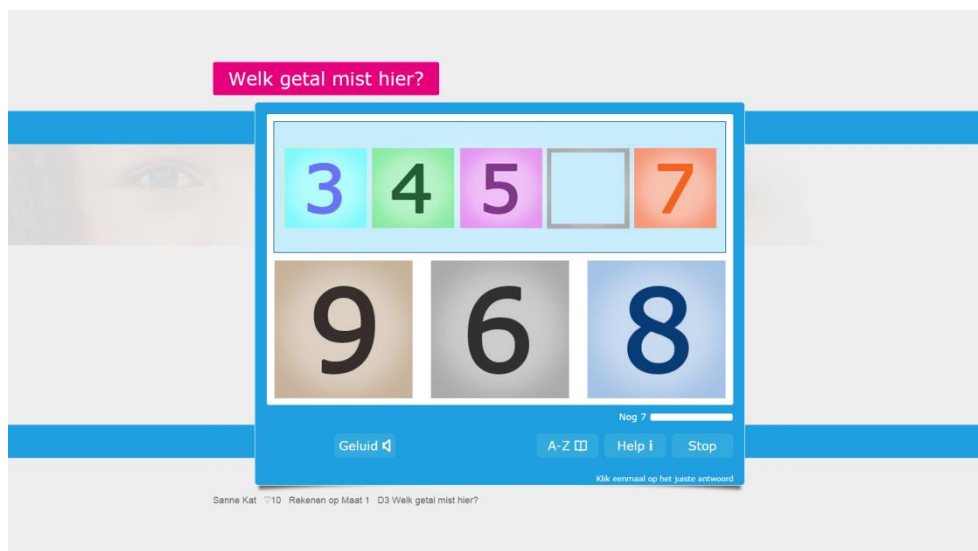 Welk getal mist hier?
3 4 5 7
9 6 8
Nog 7
Geluid
A-Z Help i Stop
Klik eenmaal op het juiste antwoord
Sanne Kat ♡10 Rekenen op Maat 1 D3 Welk getal mist hier?